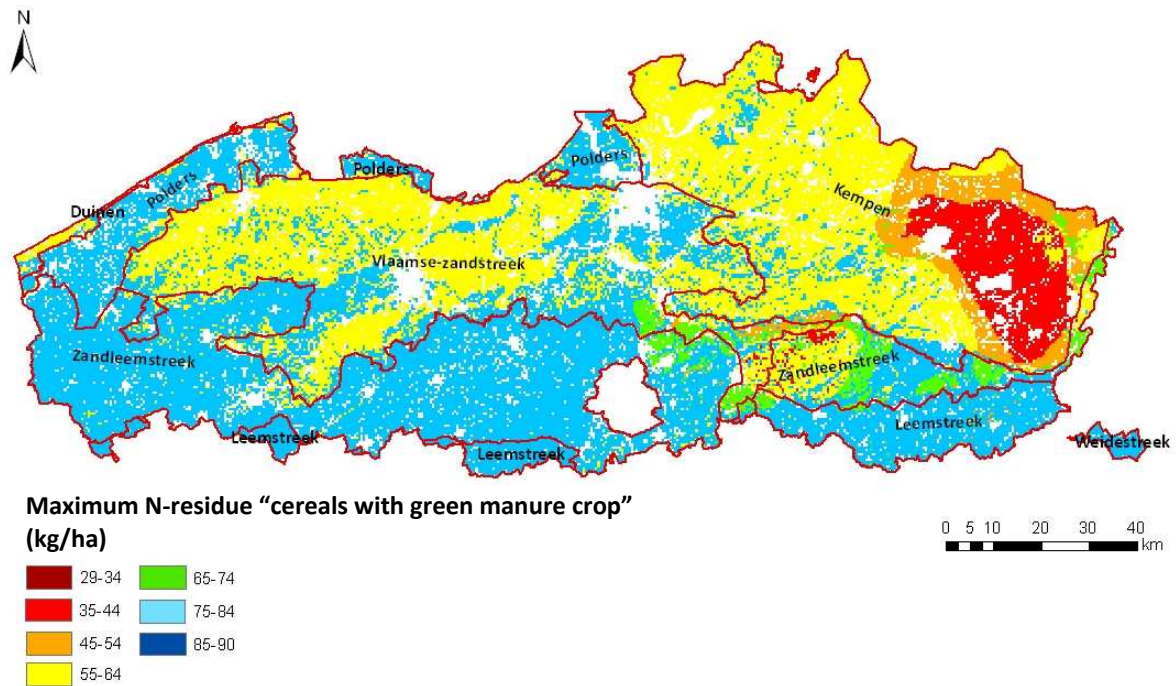 N
Polders
Polders
Polders
Duinen
Kempen
Vlaamse-zandstreek
Zandleemstreek
Zandleemstreek
Leemstreek
Leemstreek
Leemstreek
Weidestreek
Maximum N-residue “cereals with green manure crop”
(kg/ha)
29-34
35-44
45-54
55-64
65-74
75-84
85-90
0 5 10 20 30 40
km